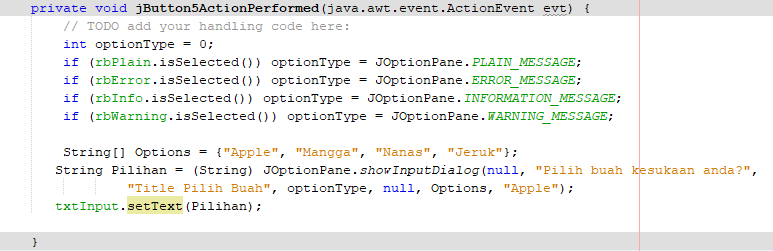 private void jButton5ActionPerformed(java.awt.event.ActionEvent evt) {
// TODO add your handling code here:
int optionType = 0;
if (rbPlain.isSelected()) optionType = JOptionPane.PLAIN_MESSAGE;
if (rbError.isSelected()) optionType = JOptionPane.ERROR_MESSAGE;
if (rbInfo.isSelected()) optionType = JOptionPane.INFORMATION_MESSAGE;
if (rbWarning.isSelected()) optionType = JOptionPane.WARNING_MESSAGE;
String[] Options = {"Apple", "Mangga", "Nanas", "Jeruk"};
String Pilihan = (String) JOptionPane.showInputDialog(null, "Pilih buah kesukaan anda?",
"Title Pilih Buah", optionType, null, Options, "Apple");
txtInput.setText(Pilihan);
}